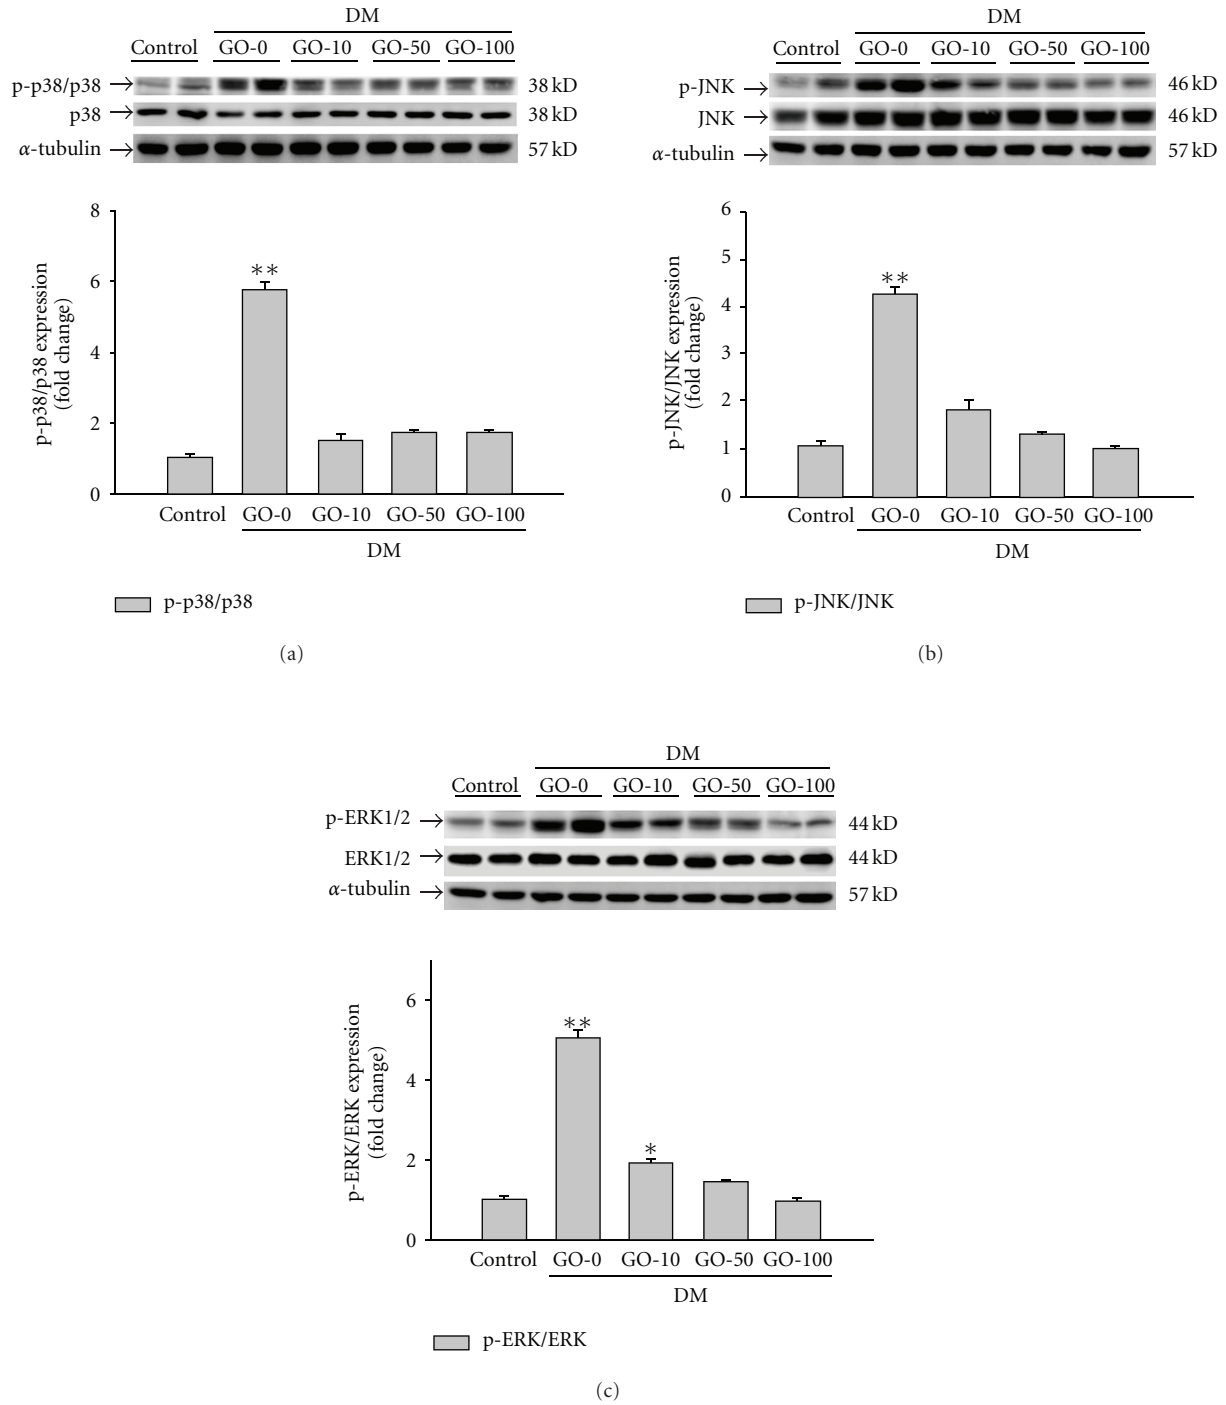 DM
Control GO-0 GO-10 GO-50 GO-100
p-p38/p38 → 38 kD
p38 → 38 kD
α-tubulin → 57 kD
8
6
4
2
0
p-p38/p38 expression
(fold change)
**
Control GO-0 GO-10 GO-50 GO-100
DM
p-p38/p38
(a)
DM
Control GO-0 GO-10 GO-50 GO-100
p-JNK → 46 kD
JNK → 46 kD
α-tubulin → 57 kD
6
5
4
3
2
1
0
p-JNK/JNK expression
(fold change)
**
Control GO-0 GO-10 GO-50 GO-100
DM
p-JNK/JNK
(b)
DM
Control GO-0 GO-10 GO-50 GO-100
p-ERK1/2 → 44 kD
ERK1/2 → 44 kD
α-tubulin → 57 kD
6
4
2
0
p-ERK/ERK expression
(fold change)
**
*
Control GO-0 GO-10 GO-50 GO-100
DM
p-ERK/ERK
(c)